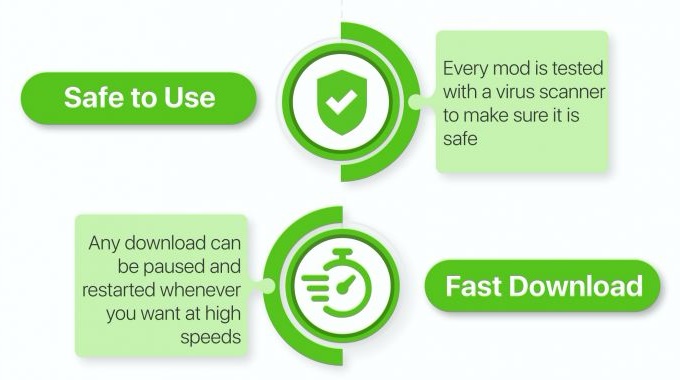 Safe to Use
Every mod is tested
with a virus scanner
to make sure it is
safe
Any download can
be paused and
restarted whenever
you want at high
speeds
Fast Download